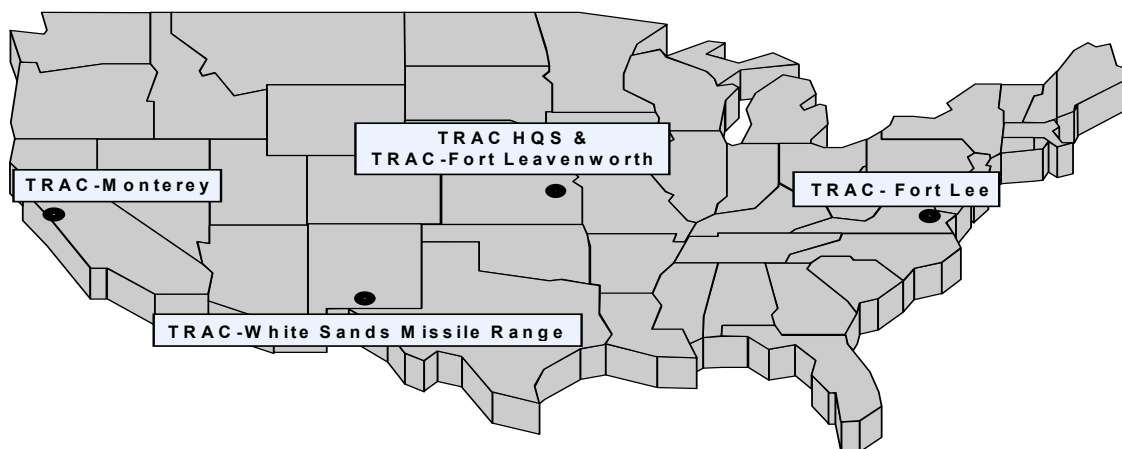 TRAC HQS &
TRAC-Fort Leavenworth
TRAC-Monterey
TRAC- Fort Lee
TRAC-White Sands Missile Range